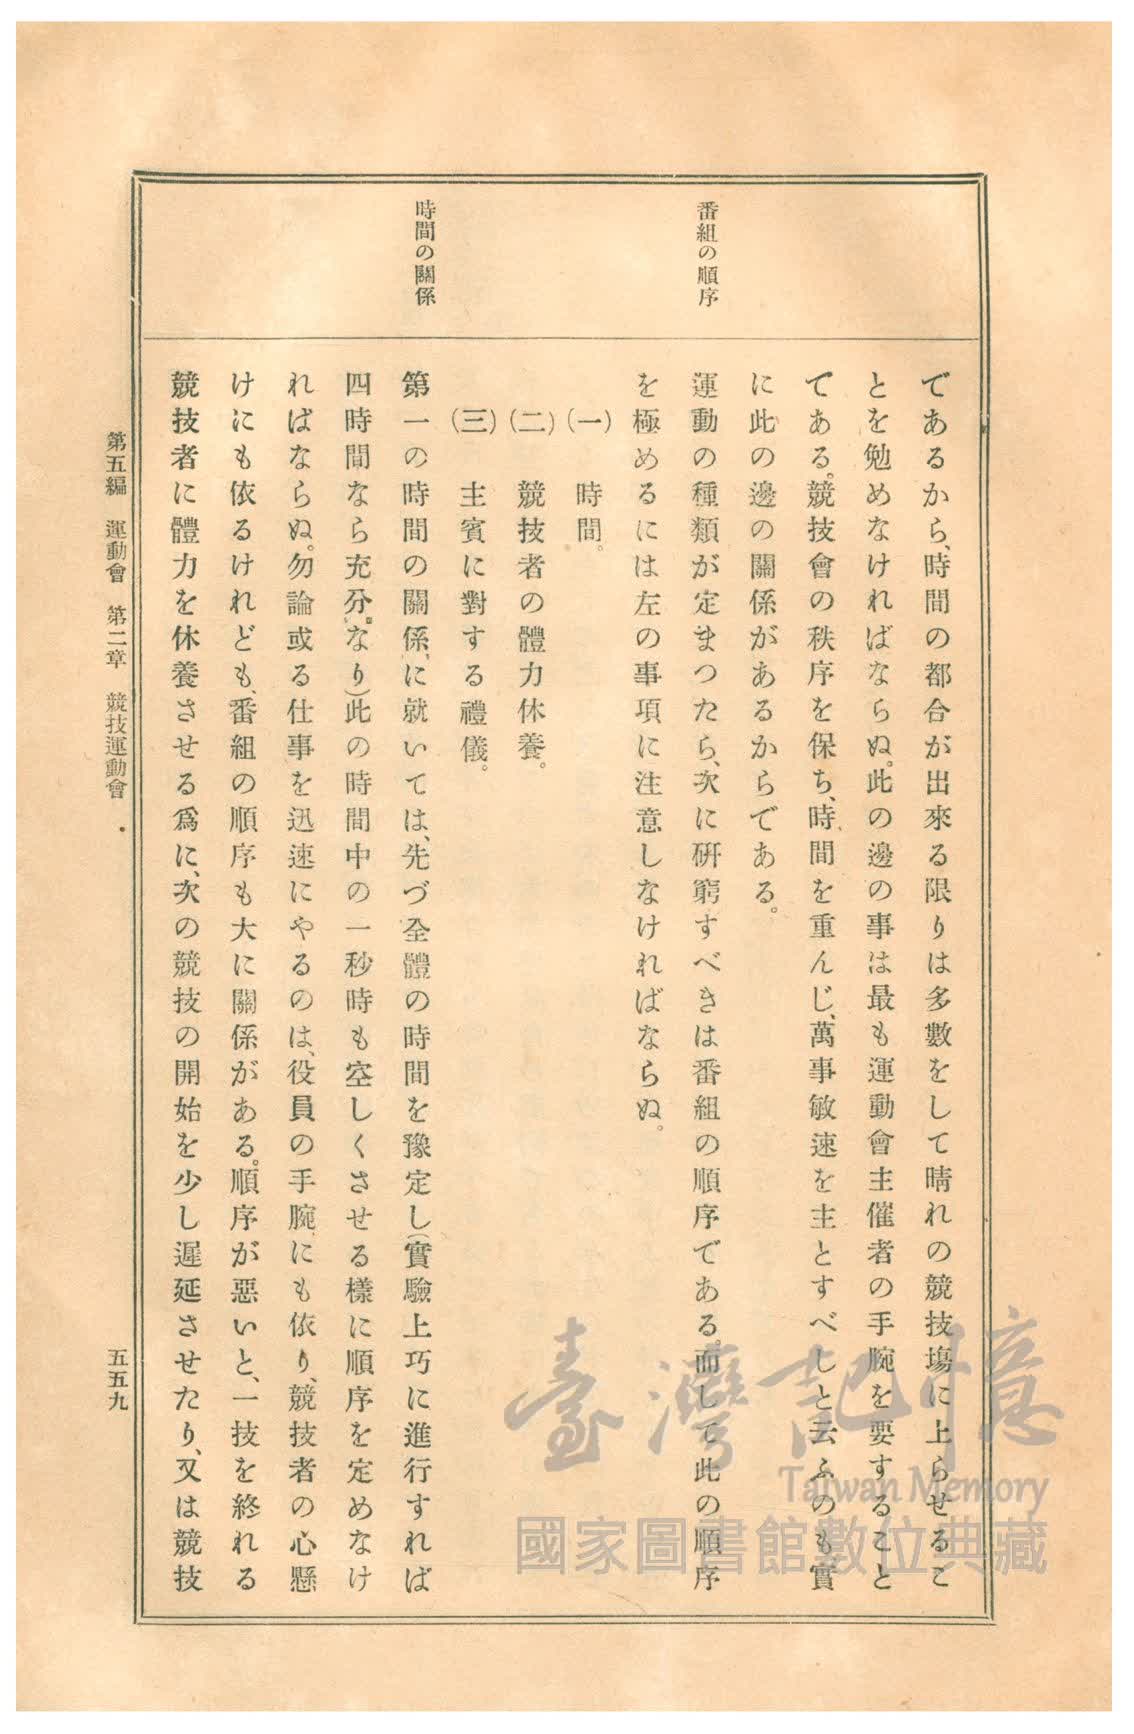 番組の順序
時間の關係
であるから、時間の都合が出來る限りは多數をして晴れの競技塲に上らせるこ
とを勉めなければならぬ。此の邊の事は最も運動會主催者の手腕を要すること
である。競技會の秩序を保ち、時間を重んじ、萬事敏速を主とすべしと云ふのも實
に此の邊の關係があるからである。
運動の種類が定まつたら、次に硏窮すべきは番組の順序である。而して此の順序
を極めるには左の事項に注意しなければならぬ。
(一)　時間。
(二)　競技者の體力休養。
(三)　主賓に對する禮儀。
第一の時間の關係に就いては、先づ全體の時間を豫定し(實驗上巧に進行すれば
四時間なら充分なり)此の時間中の一秒時も空しくさせる樣に順序を定めなけ
ればならぬ。勿論或る仕事を迅速にやるのは、役員の手腕にも依り、競技者の心懸
けにも依るけれども、番組の順序も大に關係がある。順序が惡いと、一技を終れる
競技者に體力を休養させる爲に、次の競技の開始を少し遲延させたり、又は競技
第五編　運動會　第二章　競技運動會
五五九
臺灣記憶
Taiwan Memory
國家圖書館數位典藏